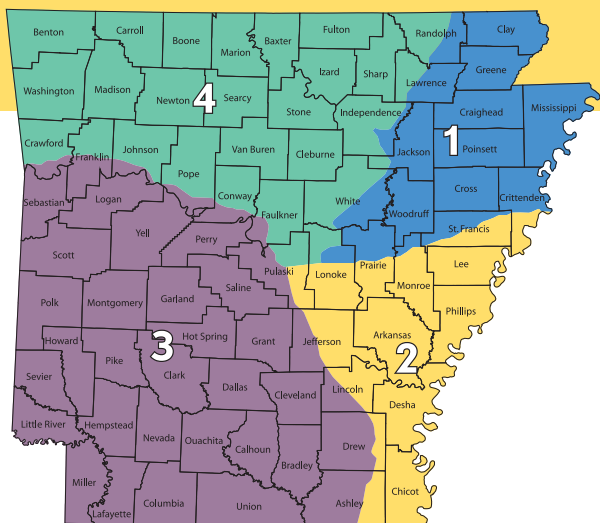 Benton
Carroll
Boone
Marion
Baxter
Fulton
Randolph
Clay
Washington
Madison
Newton
4
Searcy
Izard
Sharp
Lawrence
Greene
Stone
Independence
Craighead
Mississippi
1
Crawford
Franklin
Johnson
Pope
Van Buren
Cleburne
Jackson
Poinsett
Cross
Crittenden
Sebastian
Logan
Conway
Faulkner
White
Woodruff
St. Francis
Scott
Yell
Perry
Pulaski
Lonoke
Prairie
Monroe
Lee
Polk
Montgomery
Garland
Saline
Phillips
Howard
Pike
3
Hot Spring
Grant
Jefferson
Arkansas
2
Sevier
Clark
Dallas
Cleveland
Lincoln
Desha
Little River
Hempstead
Nevada
Ouachita
Calhoun
Bradley
Drew
Miller
Lafayette
Columbia
Union
Ashley
Chicot